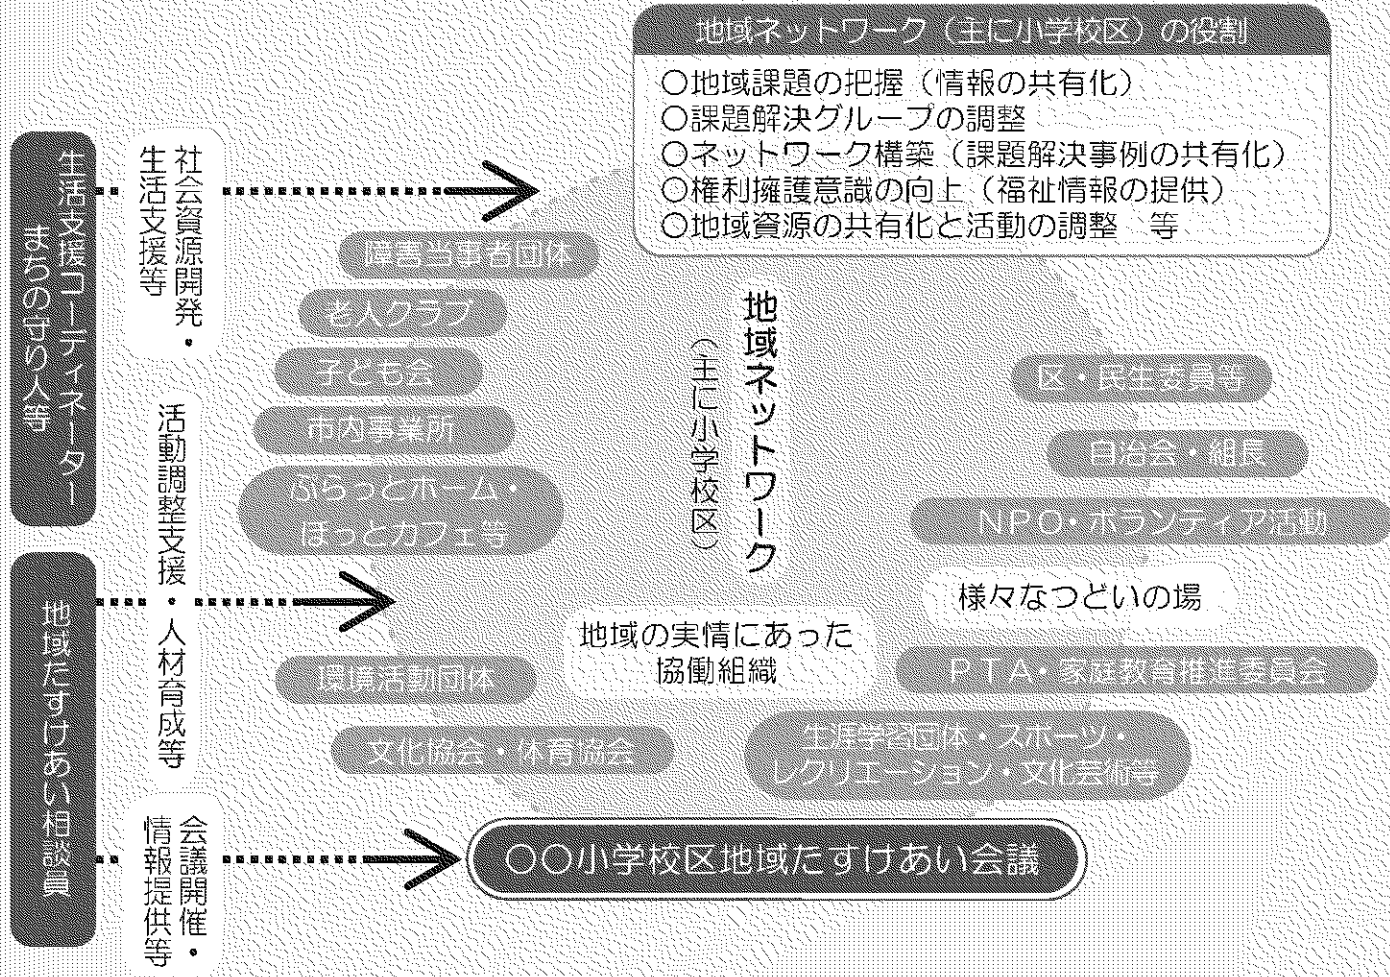 地域ネットワーク（主に小学校区）の役割
〇地域課題の把握（情報の共有化）
〇課題解決グループの調整
〇ネットワーク構築（課題解決事例の共有化）
〇権利擁護意識の向上（福祉情報の提供）
〇地域資源の共有化と活動の調整　等
生活支援コーディネーター
まちの守り人等
社会資源開発・
生活支援等
障害当事者団体
老人クラブ
子ども会
市内事業所
ぷらっとホーム・
ほっとカフェ等
地域ネットワーク
（主に小学校区）
区・民生委員等
自治会・組長
ＮＰＯ・ボランティア活動
様々なつどいの場
活動調整支援・人材育成等
地域の実情にあった
協働組織
地域たすけあい相談員
環境活動団体
ＰＴＡ・家庭教育推進委員会
文化協会・体育協会
生涯学習団体・スポーツ・
レクリエーション・文化芸術等
会議開催・
情報提供等
〇〇小学校区地域たすけあい会議